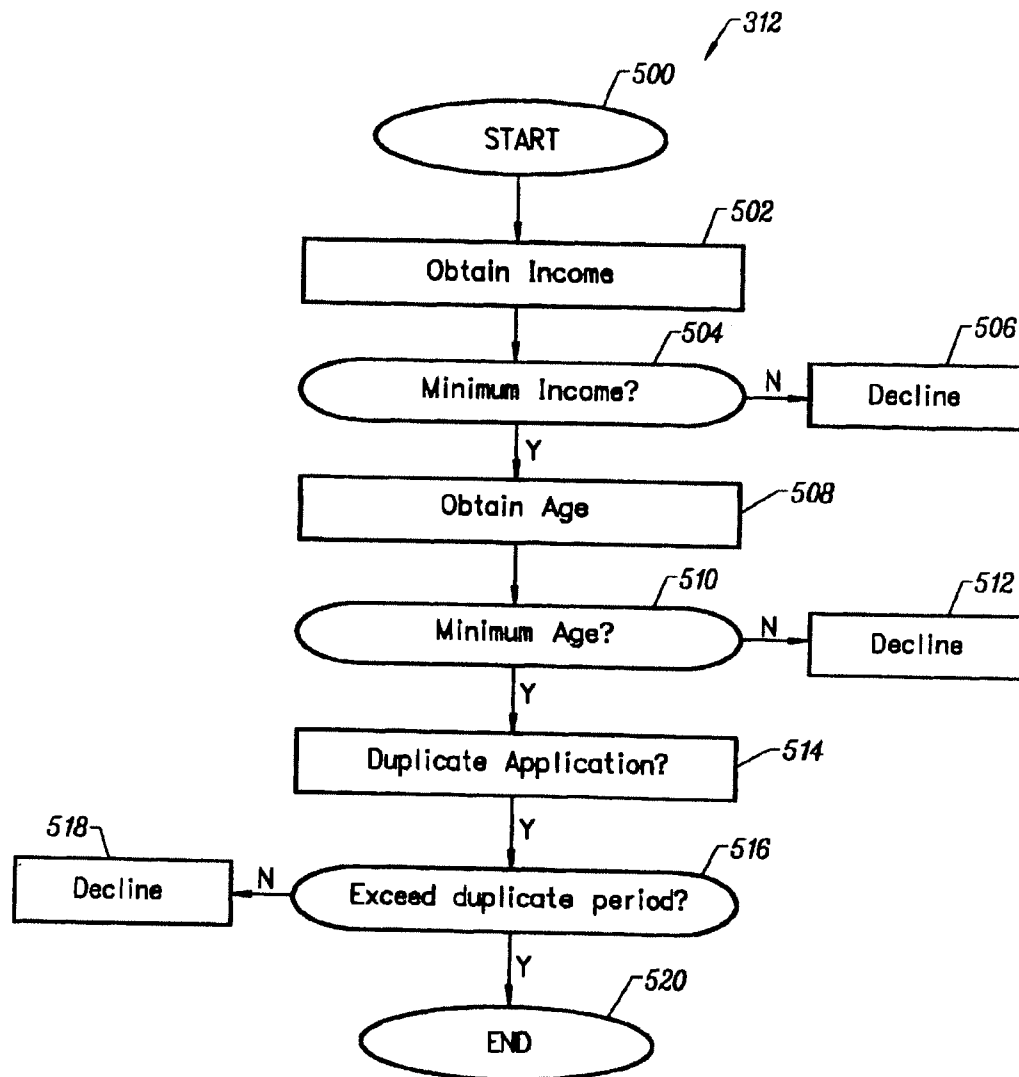 312
500
START
502
Obtain Income
504
Minimum Income?
N
506
Decline
Y
Obtain Age
508
510
Minimum Age?
N
512
Decline
Y
Duplicate Application?
514
Y
518
Decline
N
516
Exceed duplicate period?
Y
520
END